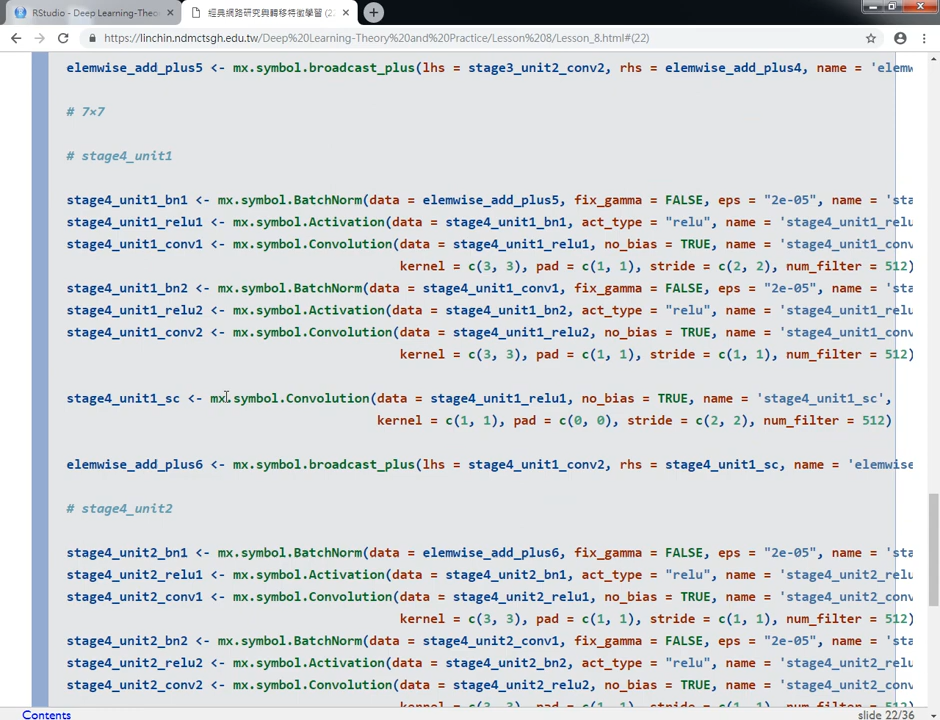 RStudio - Deep Learning-Theo
經典網路研究與轉移特徵學習 (2
https://linchin.ndmctsgh.edu.tw/Deep%20Learning-Theory%20and%20Practice/Lesson%208/Lesson_8.html#(22)
elemwise_add_plus5 <- mx.symbol.broadcast_plus(lhs = stage3_unit2_conv2, rhs = elemwise_add_plus4, name = 'elemw
# 7×7
# stage4_unit1
stage4_unit1_bn1 <- mx.symbol.BatchNorm(data = elemwise_add_plus5, fix_gamma = FALSE, eps = "2e-05", name = 'sta
stage4_unit1_relu1 <- mx.symbol.Activation(data = stage4_unit1_bn1, act_type = "relu", name = 'stage4_unit1_relu
stage4_unit1_conv1 <- mx.symbol.Convolution(data = stage4_unit1_relu1, no_bias = TRUE, name = 'stage4_unit1_conv
kernel = c(3, 3), pad = c(1, 1), stride = c(2, 2), num_filter = 512)
stage4_unit1_bn2 <- mx.symbol.BatchNorm(data = stage4_unit1_conv1, fix_gamma = FALSE, eps = "2e-05", name = 'sta
stage4_unit1_relu2 <- mx.symbol.Activation(data = stage4_unit1_bn2, act_type = "relu", name = 'stage4_unit1_relu
stage4_unit1_conv2 <- mx.symbol.Convolution(data = stage4_unit1_relu2, no_bias = TRUE, name = 'stage4_unit1_conv
kernel = c(3, 3), pad = c(1, 1), stride = c(1, 1), num_filter = 512)
stage4_unit1_sc <- mx.symbol.Convolution(data = stage4_unit1_relu1, no_bias = TRUE, name = 'stage4_unit1_sc',
kernel = c(1, 1), pad = c(0, 0), stride = c(2, 2), num_filter = 512)
elemwise_add_plus6 <- mx.symbol.broadcast_plus(lhs = stage4_unit1_conv2, rhs = stage4_unit1_sc, name = 'elemwise
# stage4_unit2
stage4_unit2_bn1 <- mx.symbol.BatchNorm(data = elemwise_add_plus6, fix_gamma = FALSE, eps = "2e-05", name = 'sta
stage4_unit2_relu1 <- mx.symbol.Activation(data = stage4_unit2_bn1, act_type = "relu", name = 'stage4_unit2_relu
stage4_unit2_conv1 <- mx.symbol.Convolution(data = stage4_unit2_relu1, no_bias = TRUE, name = 'stage4_unit2_conv
kernel = c(3, 3), pad = c(1, 1), stride = c(1, 1), num_filter = 512)
stage4_unit2_bn2 <- mx.symbol.BatchNorm(data = stage4_unit2_conv1, fix_gamma = FALSE, eps = "2e-05", name = 'sta
stage4_unit2_relu2 <- mx.symbol.Activation(data = stage4_unit2_bn2, act_type = "relu", name = 'stage4_unit2_relu
stage4_unit2_conv2 <- mx.symbol.Convolution(data = stage4_unit2_relu2, no_bias = TRUE, name = 'stage4_unit2_conv
kernel = c(3, 3), pad = c(1, 1), stride = c(1, 1), num_filter = 512)
Contents
slide 22/36